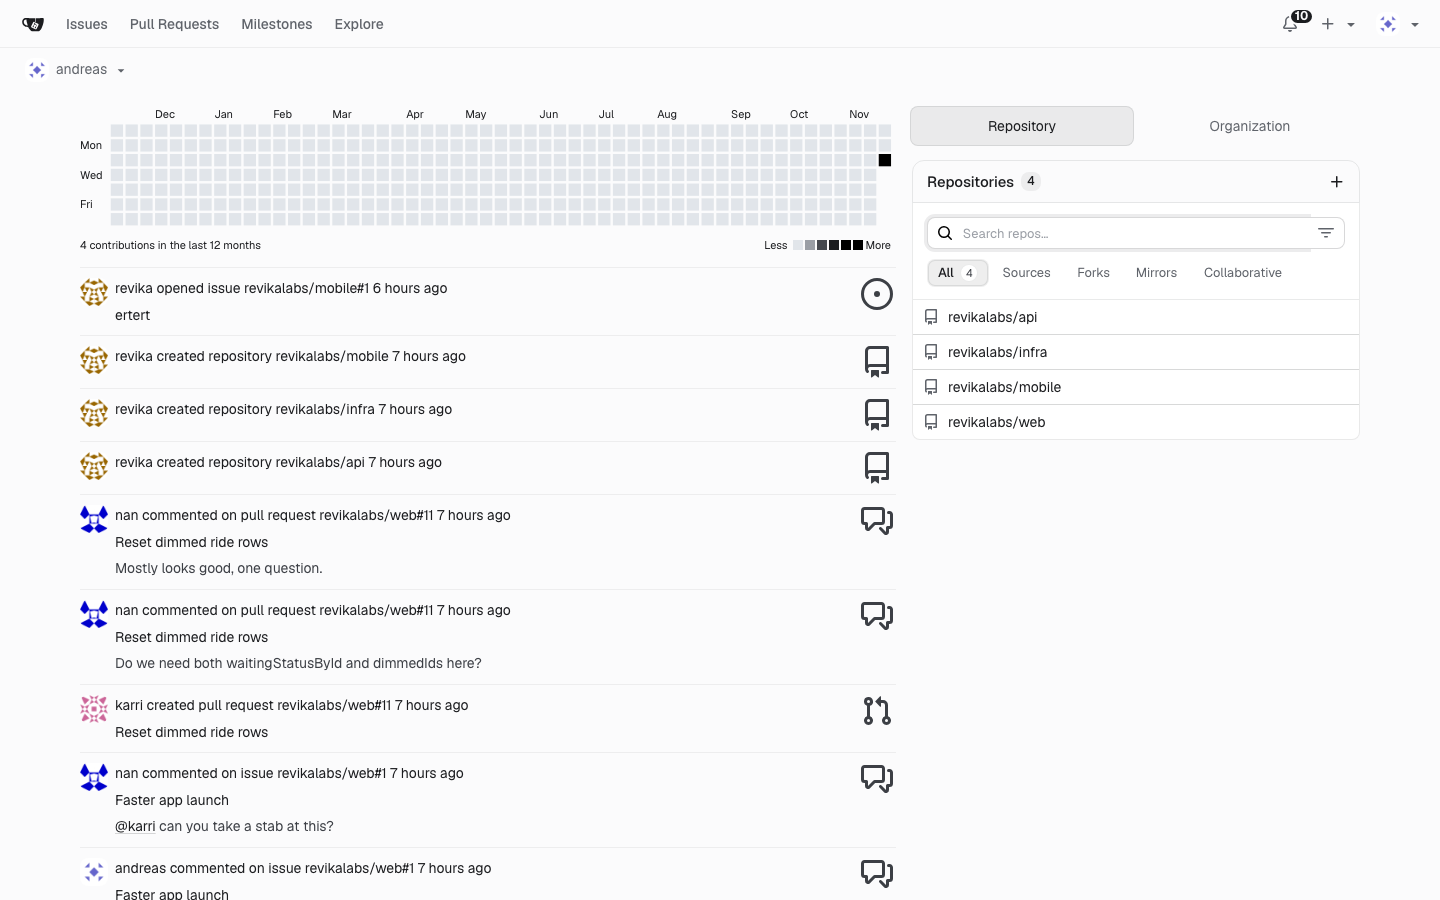 Issues Pull Requests Milestones Explore 10
andreas
Dec Jan Feb Mar Apr May Jun Jul Aug Sep Oct Nov
Mon
Wed
Fri
4 contributions in the last 12 months Less More
revika opened issue revikalabs/mobile#1 6 hours ago
ertert
revika created repository revikalabs/mobile 7 hours ago
revika created repository revikalabs/infra 7 hours ago
revika created repository revikalabs/api 7 hours ago
nan commented on pull request revikalabs/web#11 7 hours ago
Reset dimmed ride rows
Mostly looks good, one question.
nan commented on pull request revikalabs/web#11 7 hours ago
Reset dimmed ride rows
Do we need both waitingStatusById and dimmedIds here?
karri created pull request revikalabs/web#11 7 hours ago
Reset dimmed ride rows
nan commented on issue revikalabs/web#1 7 hours ago
Faster app launch
@karri can you take a stab at this?
andreas commented on issue revikalabs/web#1 7 hours ago
Faster app launch
Repository Organization
Repositories 4
Search repos...
All 4 Sources Forks Mirrors Collaborative
revikalabs/api
revikalabs/infra
revikalabs/mobile
revikalabs/web